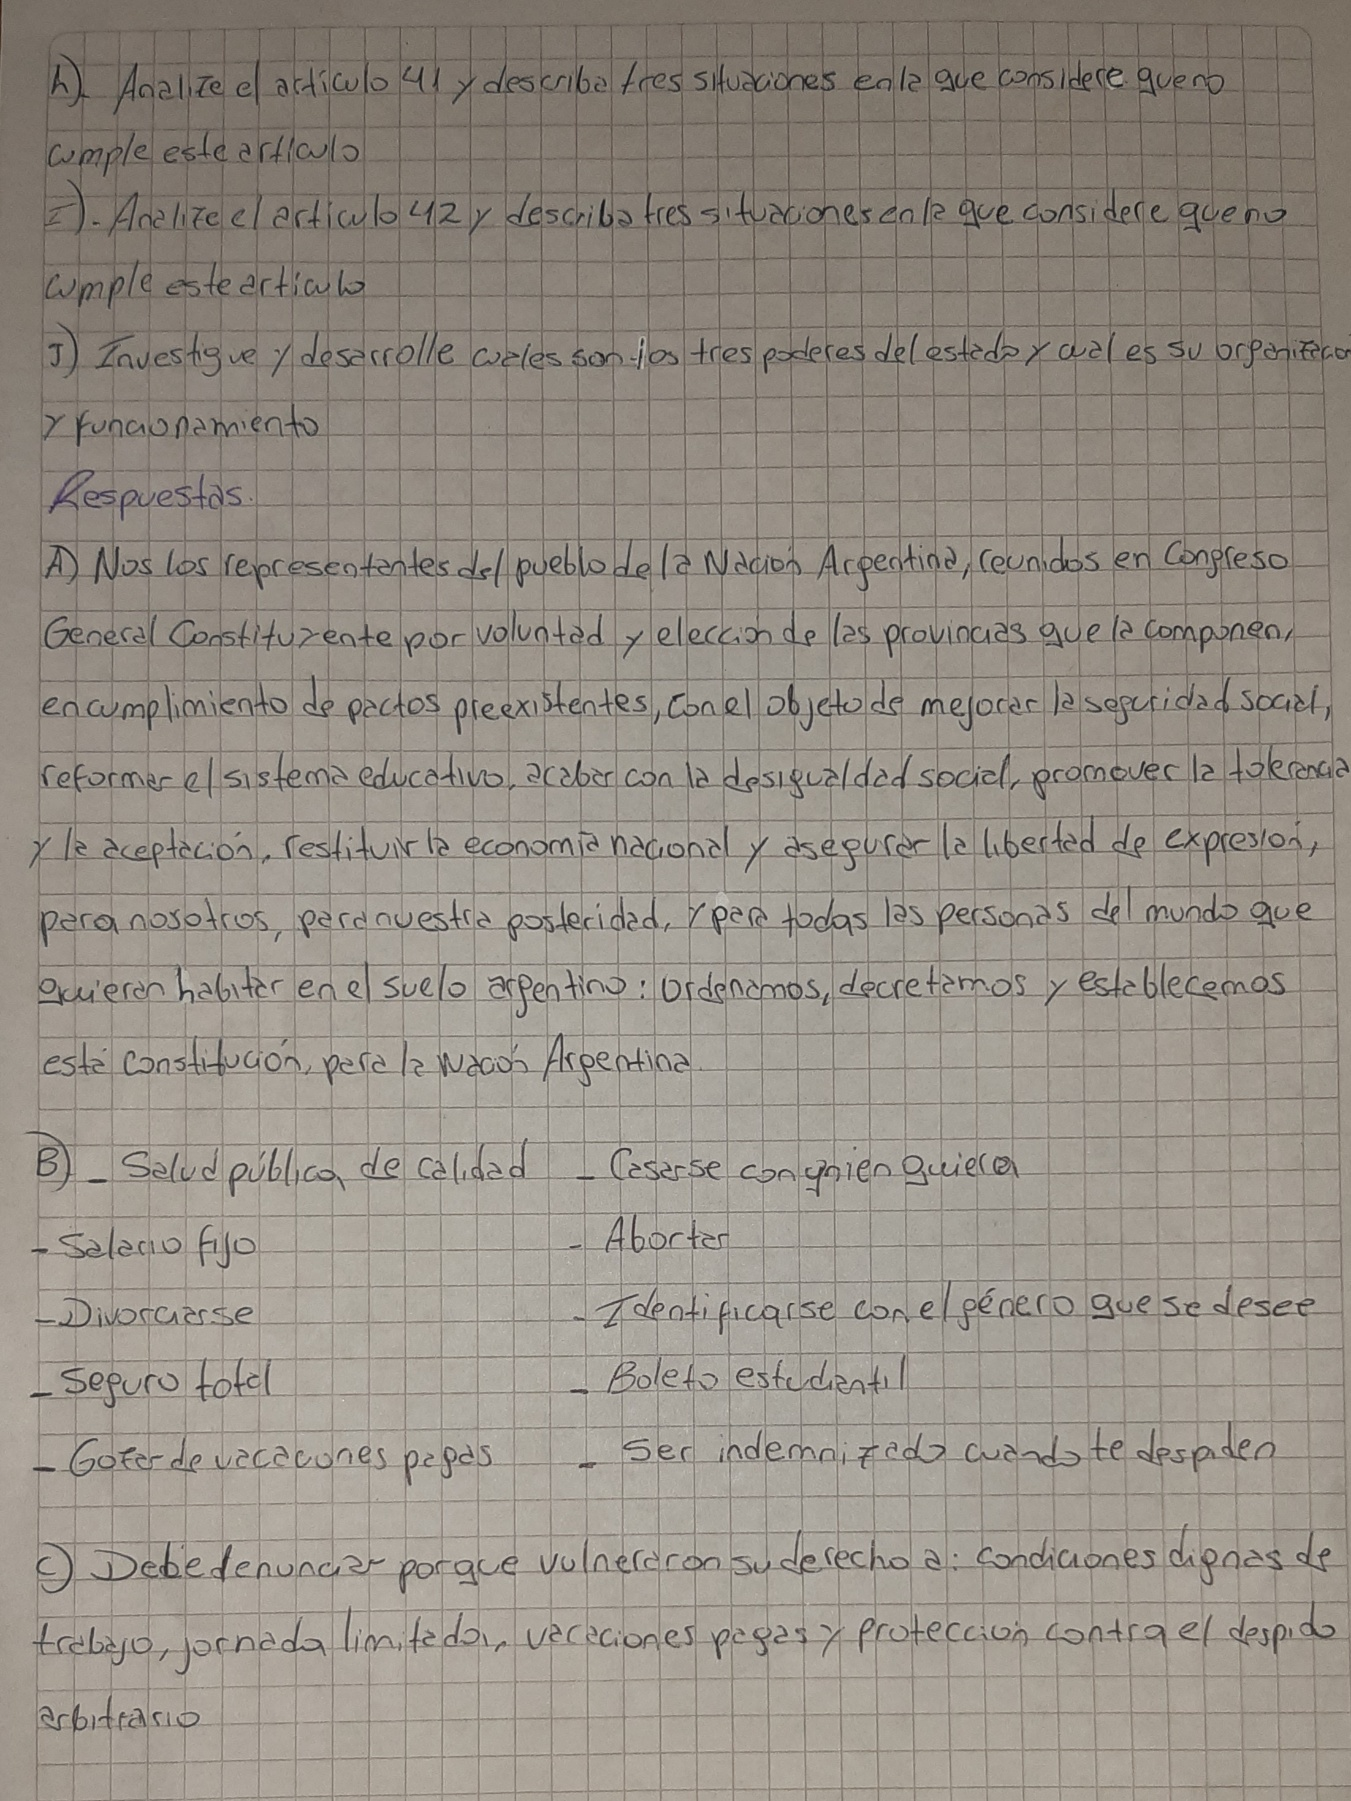 h). Analize el articulo 41 y describa tres situaciones en la que considere que no
cumple este articulo
I). Analize el articulo 42 y describa tres situaciones en la que considere que no
cumple este articulo
J) Investigue y desarrolle cuales son los tres poderes del estado y cual es su organizacion
y funcionamiento
Respuestas.
A) Nos los representantes del pueblo de la Nación Argentina, reunidos en Congreso
General Constituyente por voluntad y elección de las provincias que la componen,
en cumplimiento de pactos preexistentes, con el objeto de mejorar la seguridad social,
reformar el sistema educativo, acabar con la desigualdad social, promover la tolerancia
y la aceptación, restituir la economía nacional y asegurar la libertad de expresión,
para nosotros, para nuestra posteridad, y para todas las personas del mundo que
quieran habitar en el suelo argentino: Ordenamos, decretamos y establecemos
esta constitución, para la Nación Argentina.
B) - Salud pública de calidad - Casarse con quien quiera
- Salario fijo - Abortar
- Divorciarse - Identificarse con el género que se desee
- Seguro total - Boleto estudiantil
- Gozar de vacaciones pagas - Ser indemnizado cuando te despiden
C) Debe denunciar porque vulneraron su derecho a: condiciones dignas de
trabajo, jornada limitada, vacaciones pagas y protección contra el despido
arbitrario